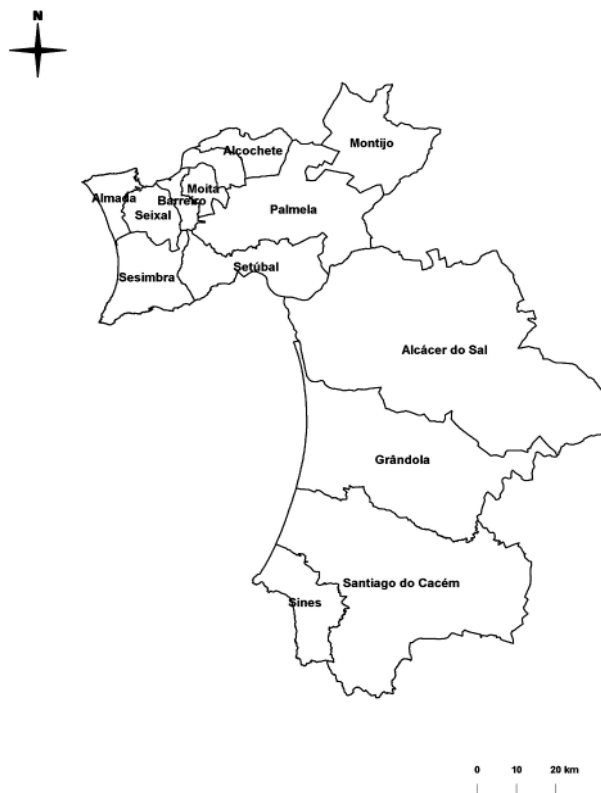 N
Montijo
Alcochete
Moita
Almada
Barreiro
Seixal
Palmela
Setúbal
Sesimbra
Alcácer do Sal
Grândola
Santiago do Cacém
Sines
0 10 20 km